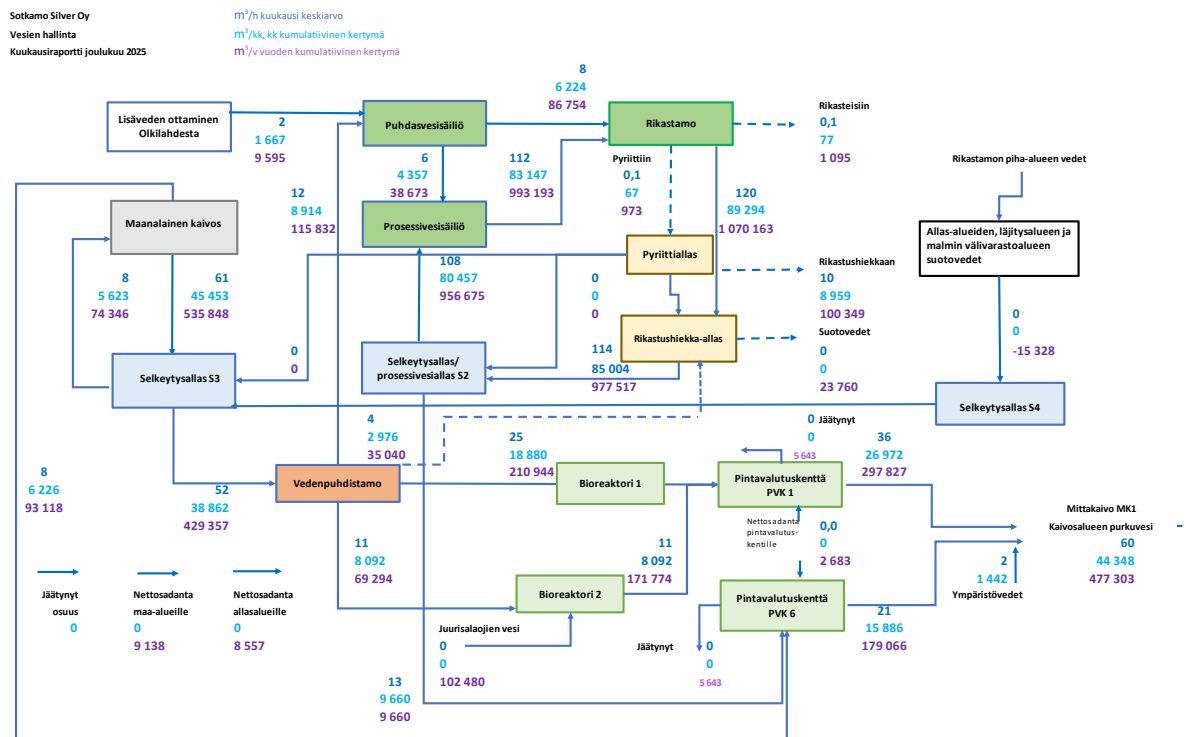 Sotkamo Silver Oy
m³/h kuukausi keskiarvo
Vesien hallinta
m³/kk, kk kumulatiivinen kertymä
Kuukausiraportti joulukuu 2025
m³/v vuoden kumulatiivinen kertymä
8
6 224
86 754
Lisäveden ottaminen
Olkilahdesta
2
1 667
9 595
Puhdasvesisäiliö
Rikastamo
Rikasteisiin
0,1
77
1 095
6
4 357
38 673
112
83 147
993 193
Pyriittiin
0,1
67
973
120
89 294
1 070 163
Rikastamon piha-alueen vedet
12
8 914
115 832
Maanalainen kaivos
Prosessivesisäiliö
Pyriittiallas
Allas-alueiden, läjitysalueen ja
malmin välivarastoalueen
suotovedet
8
5 623
74 346
61
45 453
535 848
108
80 457
956 675
0
0
0
Rikastushiekkaan
10
8 959
100 349
Rikastushiekka-allas
Suotovedet
0
0
23 760
0
0
-15 328
Selkeytysallas S3
0
0
Selkeytysallas/
prosessivesiallas S2
114
85 004
977 517
Selkeytysallas S4
4
2 976
35 040
25
18 880
210 944
0
Jäätynyt
0
5 643
36
26 972
297 827
8
6 226
93 118
52
38 862
429 357
Vedenpuhdistamo
Bioreaktori 1
Pintavalutuskenttä
PVK 1
Nettosadanta
pintavalutus-
kentille
0,0
0
2 683
Mittakaivo MK1
Kaivosalueen purkuvesi
60
44 348
477 303
11
8 092
69 294
11
8 092
171 774
2
1 442
Ympäristövedet
Jäätynyt
osuus
0
Nettosadanta
maa-alueille
0
9 138
Nettosadanta
allasalueille
0
8 557
Bioreaktori 2
Pintavalutuskenttä
PVK 6
21
15 886
179 066
Juurisalaojien vesi
0
0
102 480
Jäätynyt
0
0
5 643
13
9 660
9 660